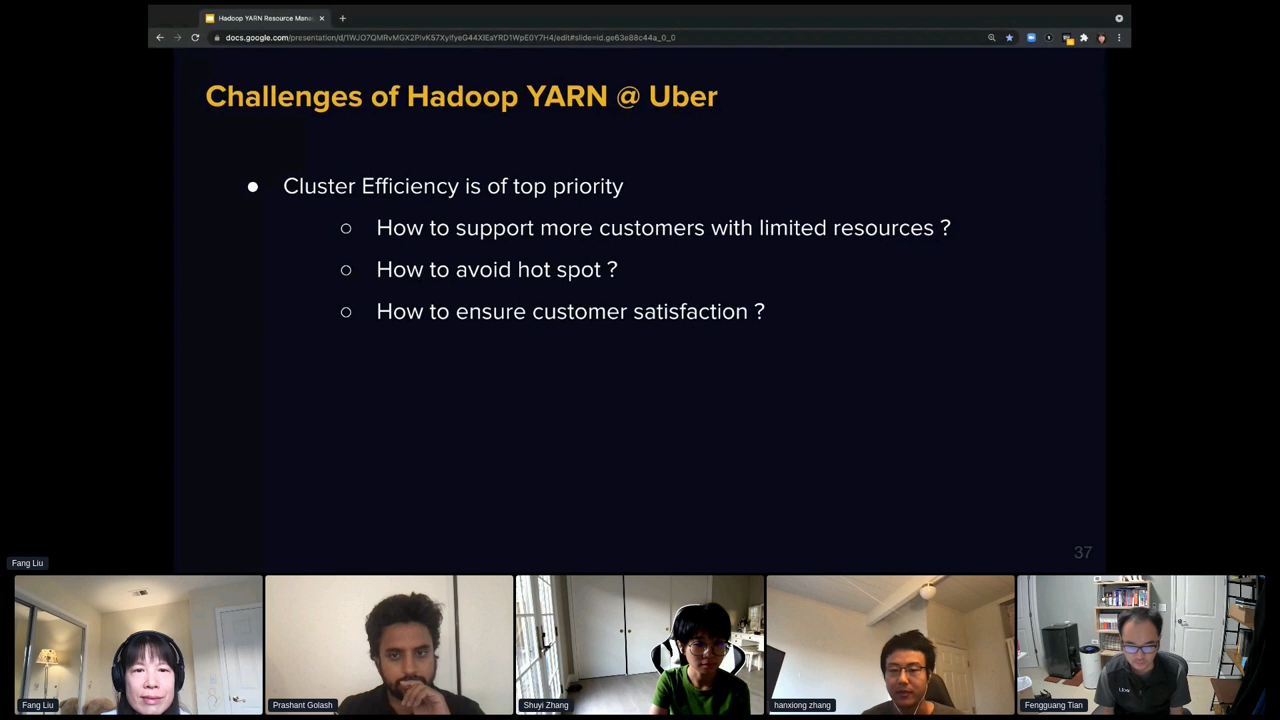 Hadoop YARN Resource Mana
docs.google.com/presentation/d/1WJO7QMRvMGX2PlvK57XyIfyeG44XIEaYRD1WpE0Y7H4/edit#slide=id.ge63e88c44a_0_0
Challenges of Hadoop YARN @ Uber
● Cluster Efficiency is of top priority
○ How to support more customers with limited resources ?
○ How to avoid hot spot ?
○ How to ensure customer satisfaction ?
37
Fang Liu
Fang Liu
Prashant Golash
Shuyi Zhang
hanxiong zhang
Fengguang Tian
Uber